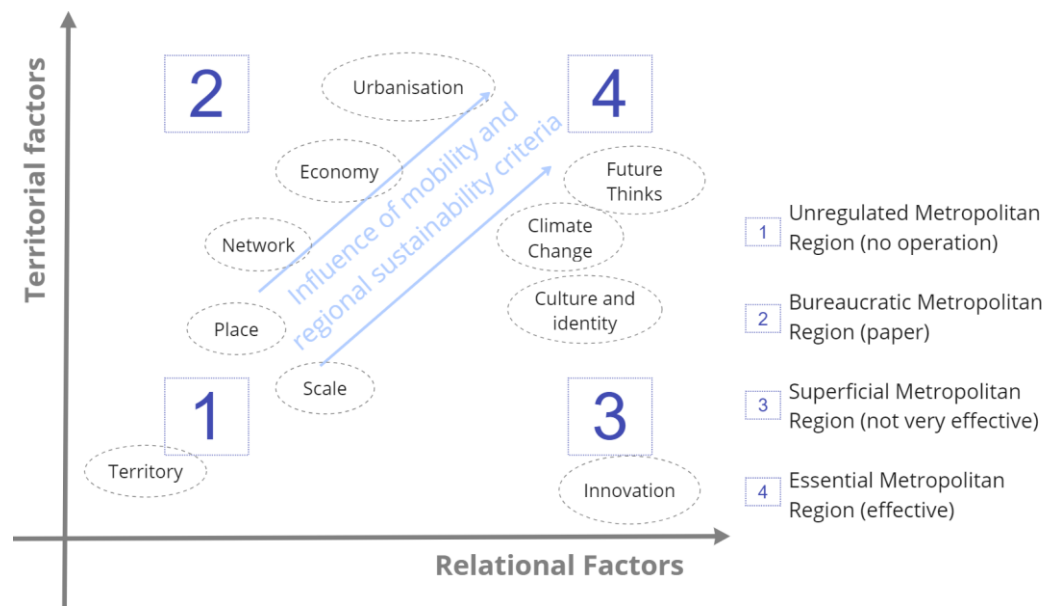 Territorial factors
2
4
Urbanisation
Influence of mobility and
regional sustainability criteria
Economy
Future
Thinks
Network
Climate
Change
Place
Culture and
identity
Scale
1
3
Territory
Innovation
Relational Factors
1
Unregulated Metropolitan
Region (no operation)
2
Bureaucratic Metropolitan
Region (paper)
3
Superficial Metropolitan
Region (not very effective)
4
Essential Metropolitan
Region (effective)